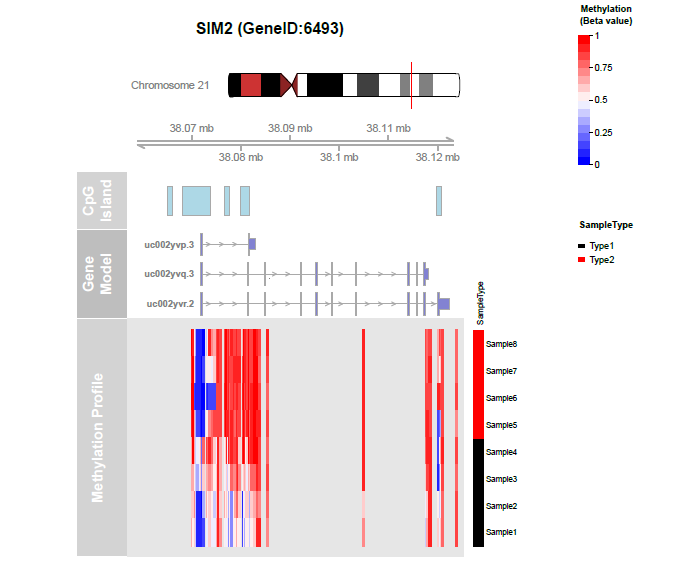 SIM2 (GeneID:6493)
Methylation
(Beta value)
1
0.75
0.5
0.25
0
Chromosome 21
38.07 mb
38.09 mb
38.11 mb
38.08 mb
38.1 mb
38.12 mb
CpG
Island
Gene
Model
uc002yvp.3
uc002yvq.3
uc002yvr.2
SampleType
Type1
Type2
SampleType
Methylation Profile
Sample8
Sample7
Sample6
Sample5
Sample4
Sample3
Sample2
Sample1